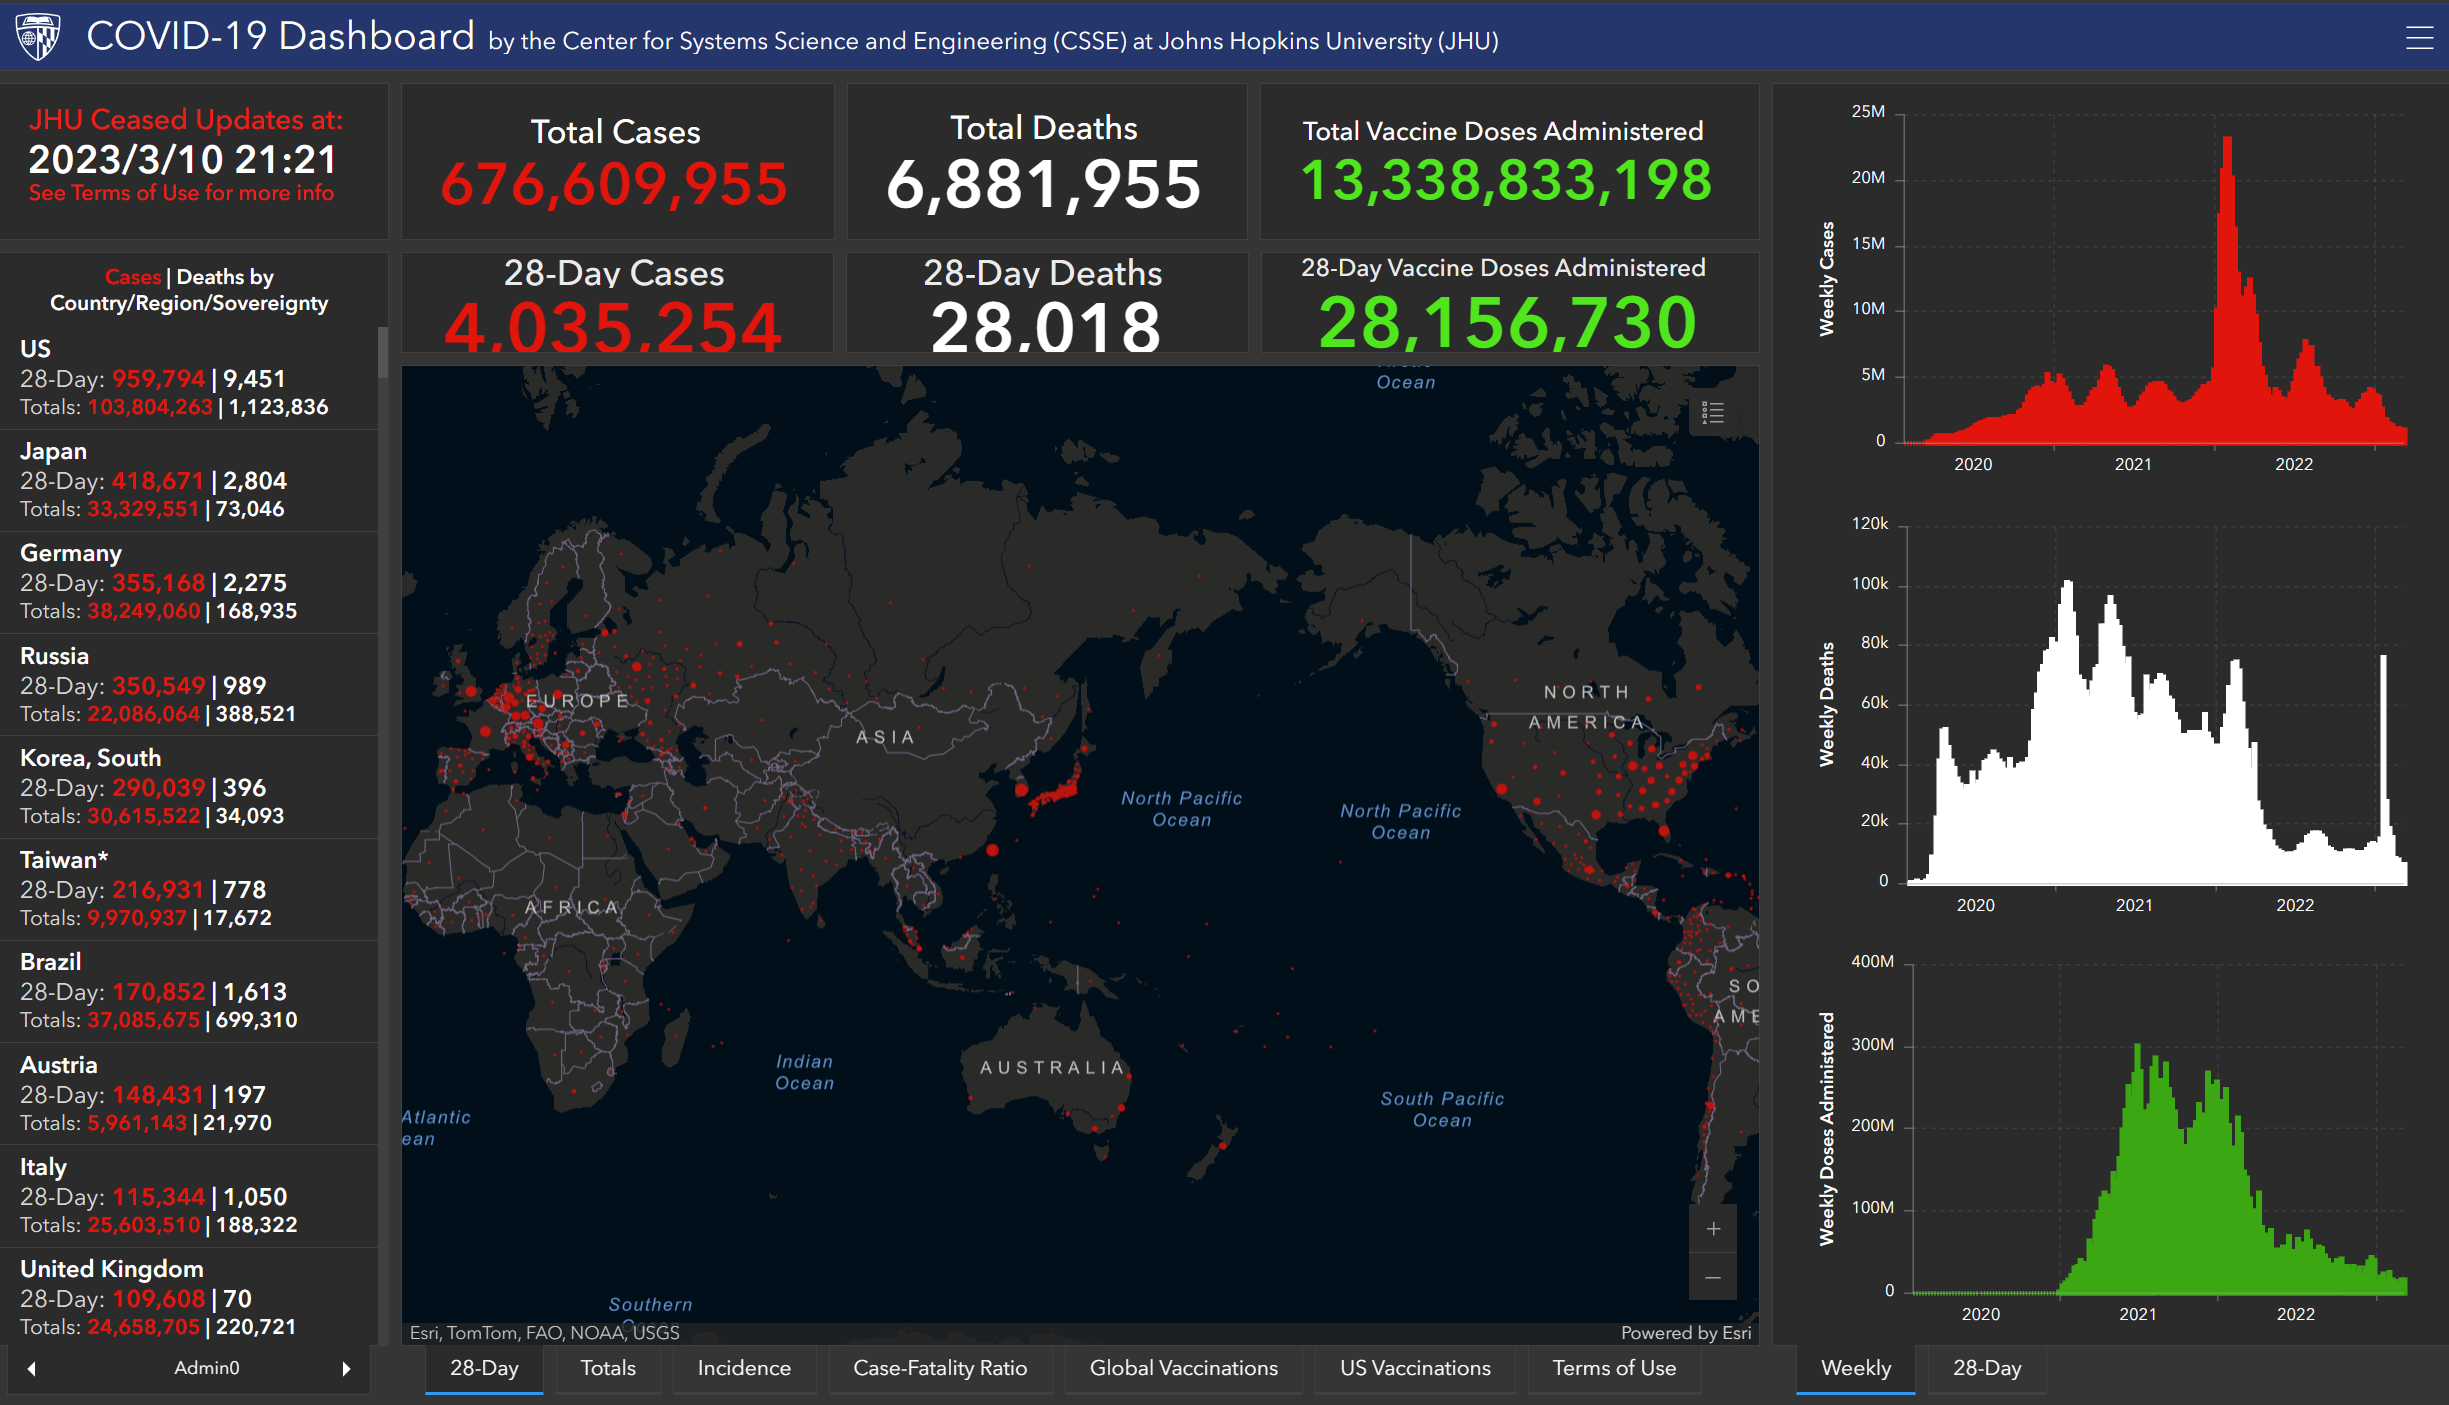 COVID-19 Dashboard by the Center for Systems Science and Engineering (CSSE) at Johns Hopkins University (JHU)
JHU Ceased Updates at:
2023/3/10 21:21
See Terms of Use for more info
Total Cases
676,609,955
Total Deaths
6,881,955
Total Vaccine Doses Administered
13,338,833,198
28-Day Cases
4,035,254
28-Day Deaths
28,018
28-Day Vaccine Doses Administered
28,156,730
Cases | Deaths by
Country/Region/Sovereignty
US
28-Day: 959,794 | 9,451
Totals: 103,804,263 | 1,123,836
Japan
28-Day: 418,671 | 2,804
Totals: 33,329,551 | 73,046
Germany
28-Day: 355,168 | 2,275
Totals: 38,249,060 | 168,935
Russia
28-Day: 350,549 | 989
Totals: 22,086,064 | 388,521
Korea, South
28-Day: 290,039 | 396
Totals: 30,615,522 | 34,093
Taiwan*
28-Day: 216,931 | 778
Totals: 9,970,937 | 17,672
Brazil
28-Day: 170,852 | 1,613
Totals: 37,085,675 | 699,310
Austria
28-Day: 148,431 | 197
Totals: 5,961,143 | 21,970
Italy
28-Day: 115,344 | 1,050
Totals: 25,603,510 | 188,322
United Kingdom
28-Day: 109,608 | 70
Totals: 24,658,705 | 220,721
Admin0
Ocean
EUROPE
ASIA
NORTH
AMERICA
North Pacific
Ocean
North Pacific
Ocean
AFRICA
SO
AME
Indian
Ocean
AUSTRALIA
South Pacific
Ocean
Atlantic
ean
Southern
Ocean
Esri, TomTom, FAO, NOAA, USGS
Powered by Esri
28-Day
Totals
Incidence
Case-Fatality Ratio
Global Vaccinations
US Vaccinations
Terms of Use
Weekly Cases
25M
20M
15M
10M
5M
0
2020
2021
2022
Weekly Deaths
120k
100k
80k
60k
40k
20k
0
2020
2021
2022
Weekly Doses Administered
400M
300M
200M
100M
0
2020
2021
2022
Weekly
28-Day